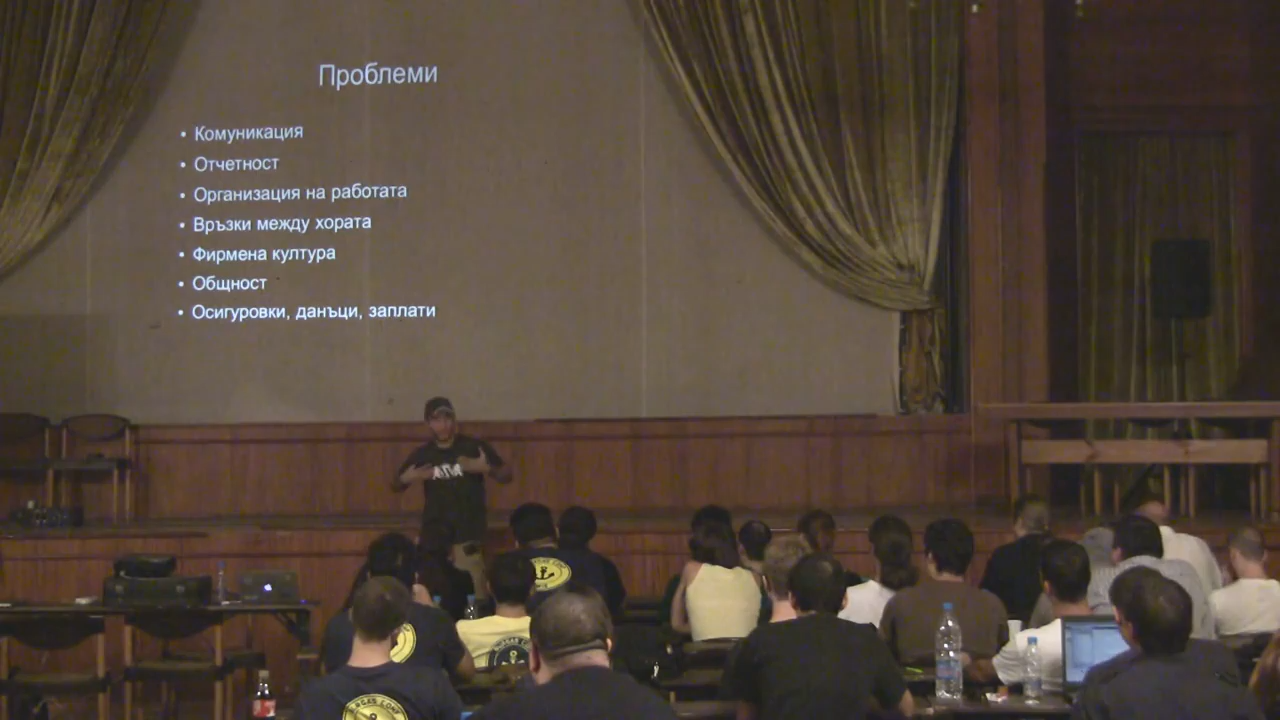 Проблеми
• Комуникация
• Отчетност
• Организация на работата
• Връзки между хората
• Фирмена култура
• Общност
• Осигуровки, данъци, заплати